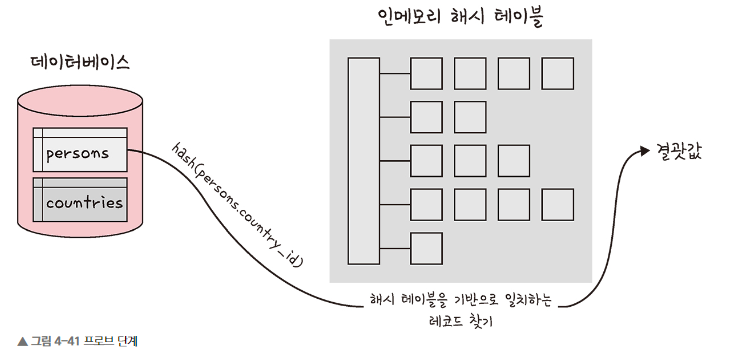 인메모리 해시 테이블
데이터베이스
persons
countries
hash(persons.country_id)
결괏값
해시 테이블을 기반으로 일치하는
레코드 찾기
▲ 그림 4-41 프로브 단계